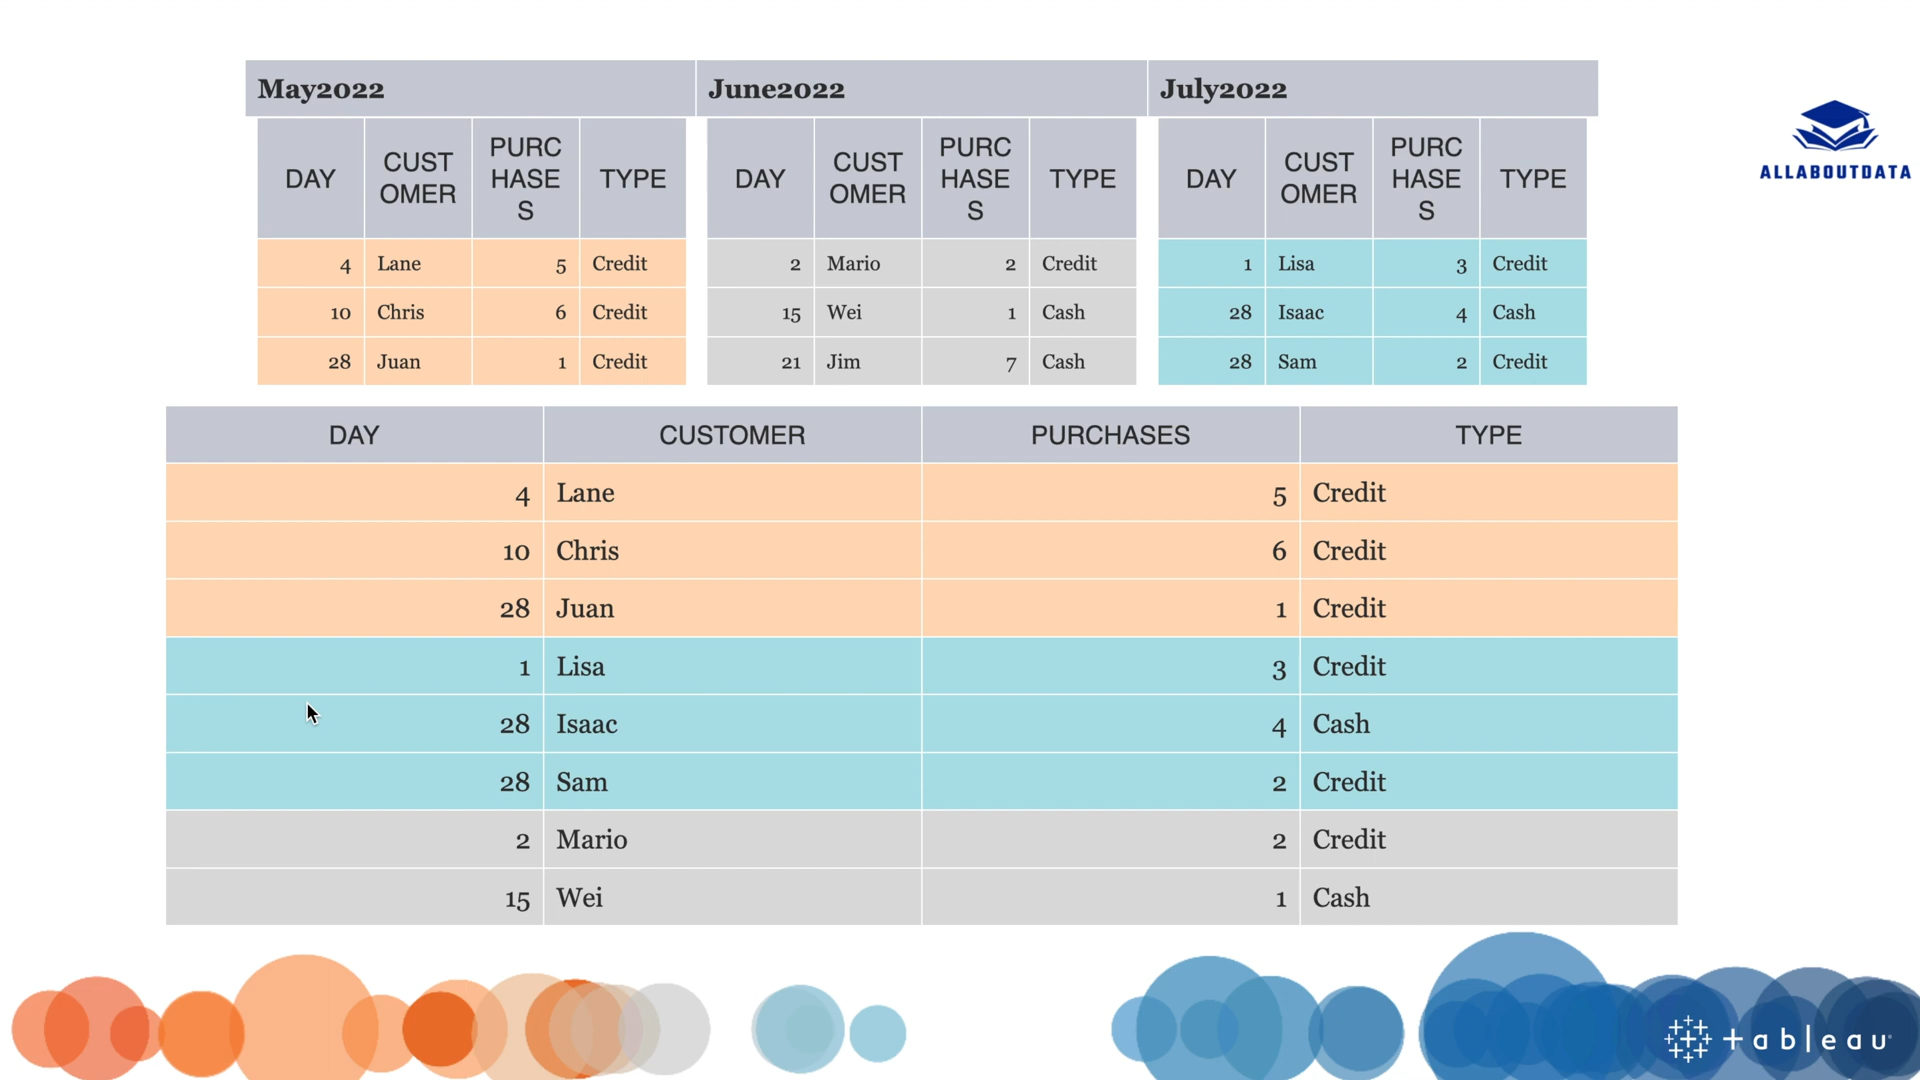 May2022 June2022 July2022
DAY CUST OMER PURC HASE S TYPE DAY CUST OMER PURC HASE S TYPE DAY CUST OMER PURC HASE S TYPE
4 Lane 5 Credit 2 Mario 2 Credit 1 Lisa 3 Credit
10 Chris 6 Credit 15 Wei 1 Cash 28 Isaac 4 Cash
28 Juan 1 Credit 21 Jim 7 Cash 28 Sam 2 Credit
ALLABOUTDATA
DAY CUSTOMER PURCHASES TYPE
4 Lane 5 Credit
10 Chris 6 Credit
28 Juan 1 Credit
1 Lisa 3 Credit
28 Isaac 4 Cash
28 Sam 2 Credit
2 Mario 2 Credit
15 Wei 1 Cash
+ableau